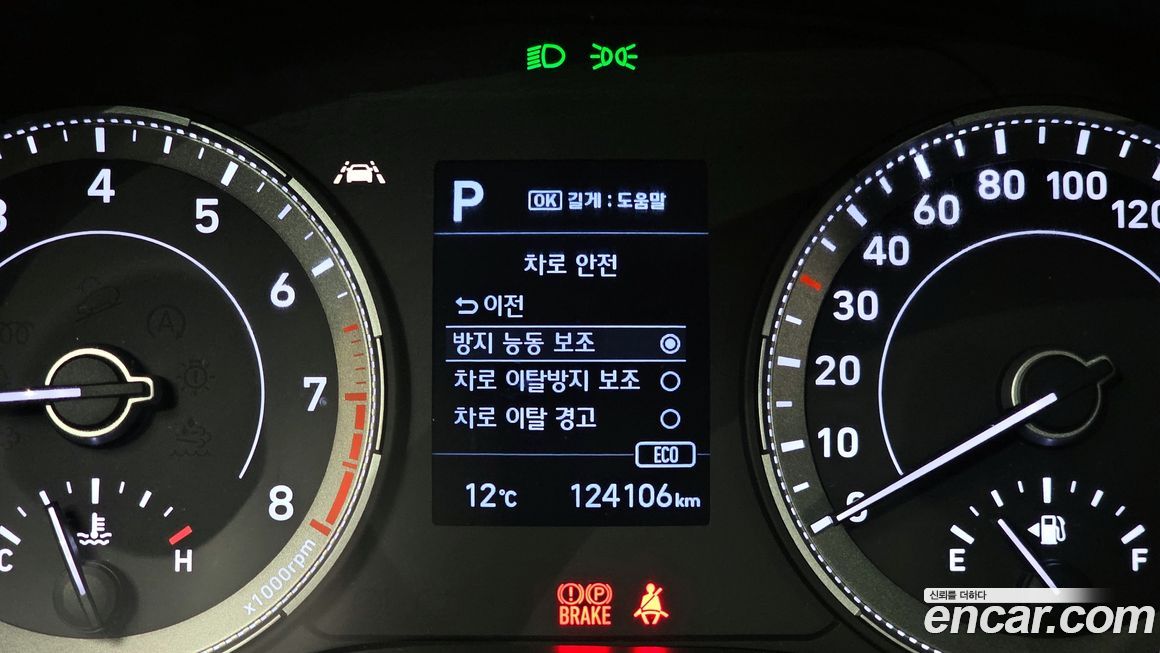 P
OK 길게 : 도움말
차로 안전
이전
방지 능동 보조
차로 이탈방지 보조
차로 이탈 경고
ECO
12℃ 124106km
3 4 5 6 7 8
x1000rpm
C H
0 10 20 30 40 60 80 100 120
E F
BRAKE
P
A
신뢰를 더하다
encar.com